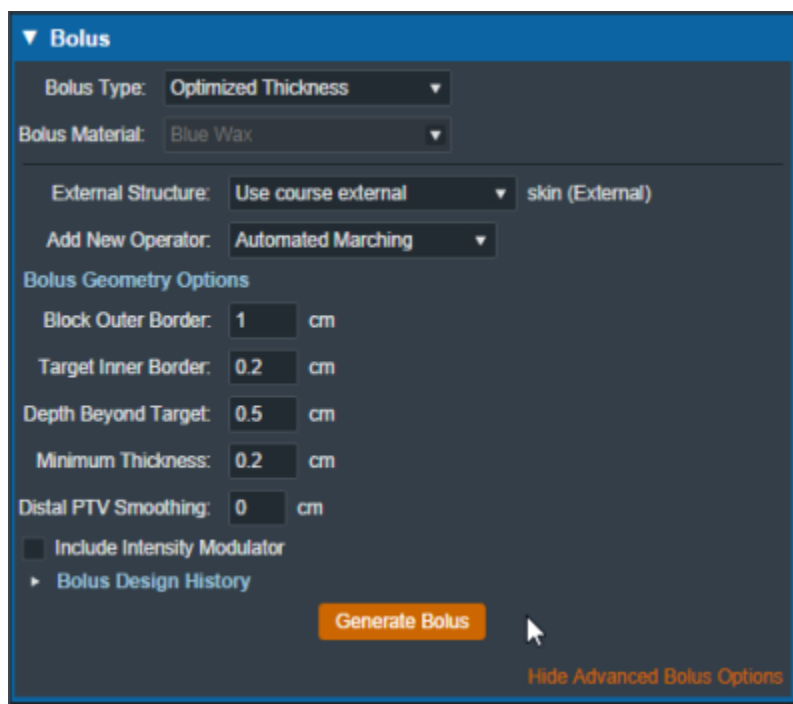 ▼ Bolus
Bolus Type: Optimized Thickness
Bolus Material: Blue Wax
External Structure: Use course external skin (External)
Add New Operator: Automated Marching
Bolus Geometry Options
Block Outer Border: 1 cm
Target Inner Border: 0.2 cm
Depth Beyond Target: 0.5 cm
Minimum Thickness: 0.2 cm
Distal PTV Smoothing: 0 cm
Include Intensity Modulator
Bolus Design History
Generate Bolus
Hide Advanced Bolus Options